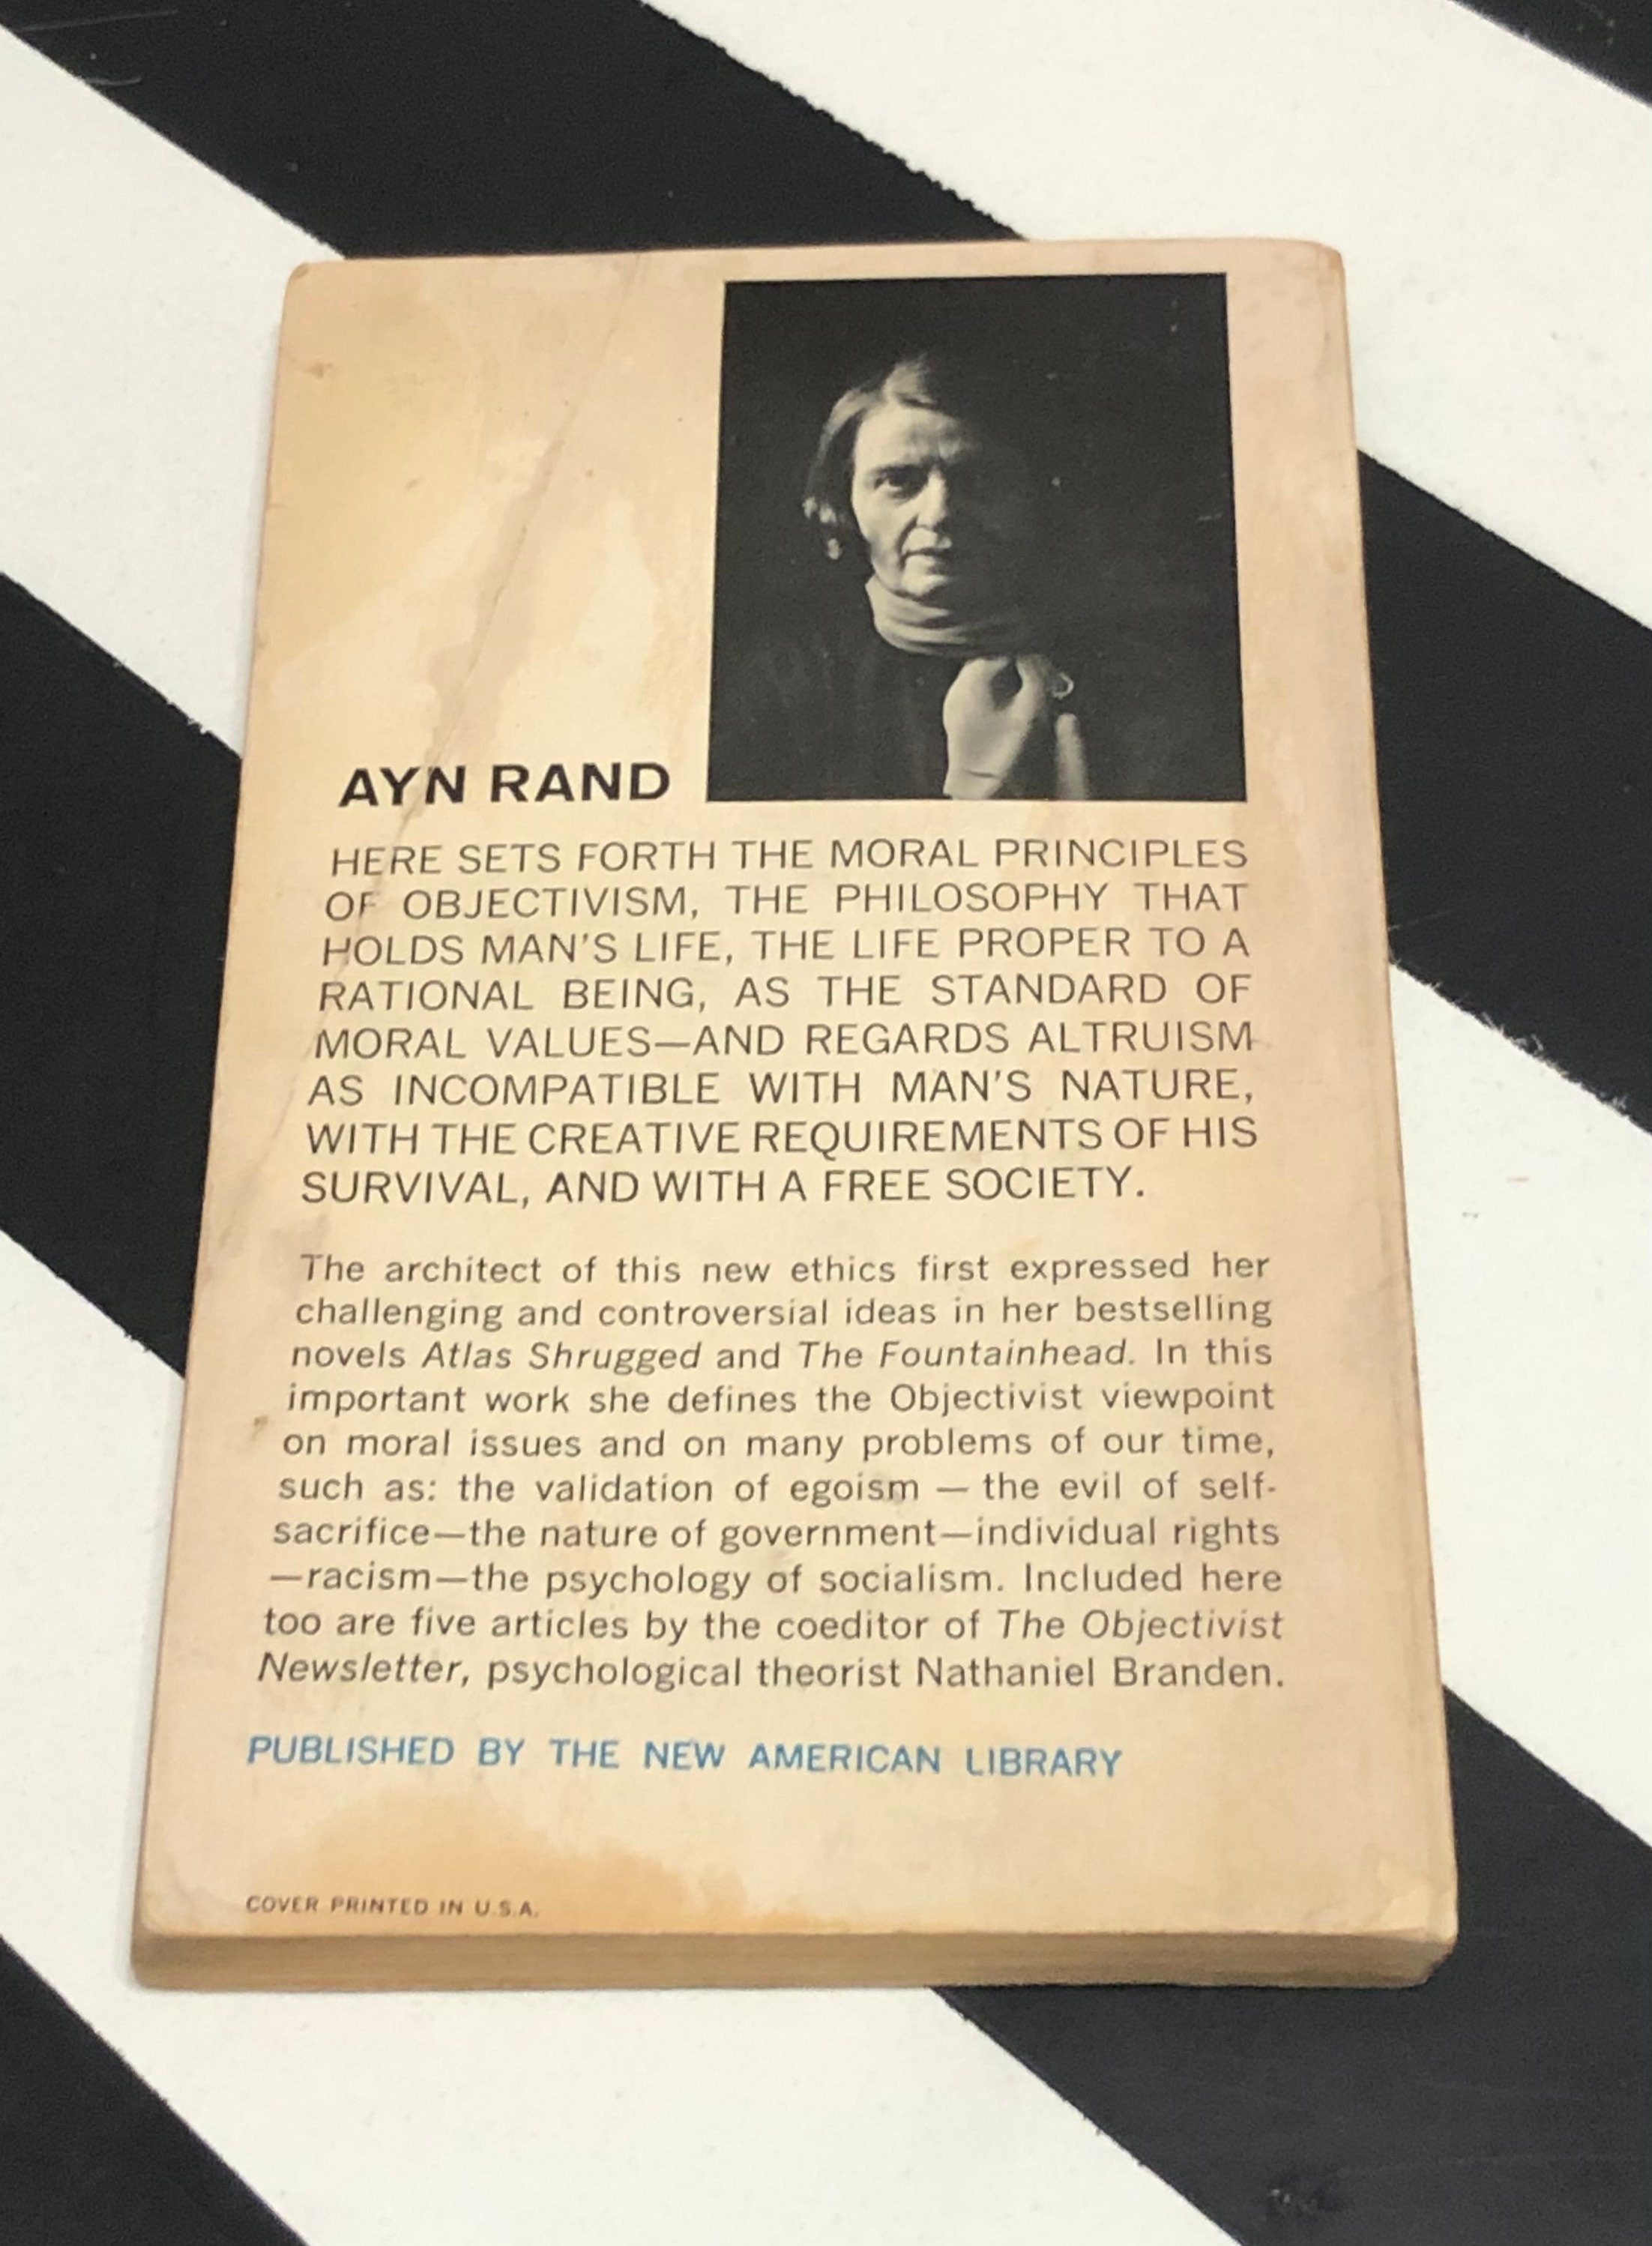 AYN RAND
HERE SETS FORTH THE MORAL PRINCIPLES
OF OBJECTIVISM, THE PHILOSOPHY THAT
HOLDS MAN'S LIFE, THE LIFE PROPER TO A
RATIONAL BEING, AS THE STANDARD OF
MORAL VALUES—AND REGARDS ALTRUISM
AS INCOMPATIBLE WITH MAN'S NATURE,
WITH THE CREATIVE REQUIREMENTS OF HIS
SURVIVAL, AND WITH A FREE SOCIETY.
The architect of this new ethics first expressed her
challenging and controversial ideas in her bestselling
novels Atlas Shrugged and The Fountainhead. In this
important work she defines the Objectivist viewpoint
on moral issues and on many problems of our time,
such as: the validation of egoism — the evil of self-
sacrifice—the nature of government—individual rights
—racism—the psychology of socialism. Included here
too are five articles by the coeditor of The Objectivist
Newsletter, psychological theorist Nathaniel Branden.
PUBLISHED BY THE NEW AMERICAN LIBRARY
COVER PRINTED IN U.S.A.